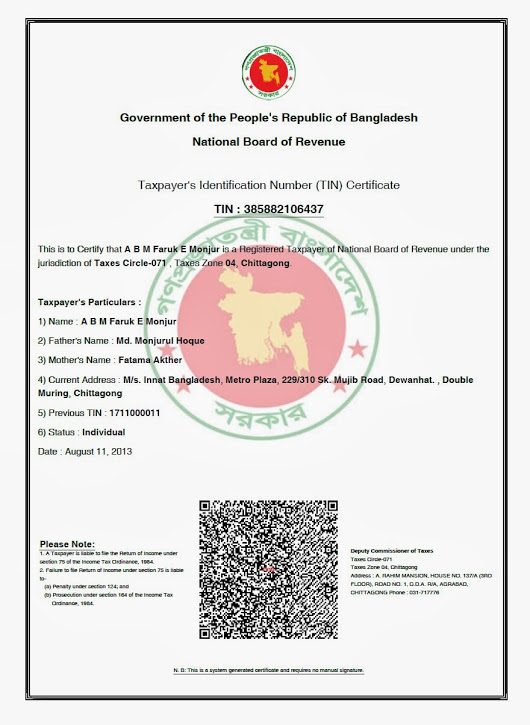 গণপ্রজাতন্ত্রী বাংলাদেশ
সরকার
Government of the People's Republic of Bangladesh
National Board of Revenue
Taxpayer's Identification Number (TIN) Certificate
TIN : 385882106437
This is to Certify that A B M Faruk E Monjur is a Registered Taxpayer of National Board of Revenue under the
jurisdiction of Taxes Circle-071 , Taxes Zone 04, Chittagong.
গণপ্রজাতন্ত্রী বাংলাদেশ
সরকার
Taxpayer's Particulars :
1) Name : A B M Faruk E Monjur
2) Father's Name : Md. Monjurul Hoque
3) Mother's Name : Fatama Akther
4) Current Address : M/s. Innat Bangladesh, Metro Plaza, 229/310 Sk. Mujib Road, Dewanhat. , Double
Muring, Chittagong
5) Previous TIN : 1711000011
6) Status : Individual
Date : August 11, 2013
Please Note:
1. A Taxpayer is liable to file the Return of Income under
section 75 of the Income Tax Ordinance, 1984.
2. Failure to file Return of Income under section 75 is liable
to-
(a) Penalty under section 124; and
(b) Prosecution under section 164 of the Income Tax
Ordinance, 1984.
Deputy Commissioner of Taxes
Taxes Circle-071
Taxes Zone 04, Chittagong
Address : A. RAHIM MANSION, HOUSE NO. 137/A (3RD
FLOOR), ROAD NO. 1, C.D.A. R/A, AGRABAD,
CHITTAGONG Phone : 031-717776
N. B: This is a system generated certificate and requires no manual signature.